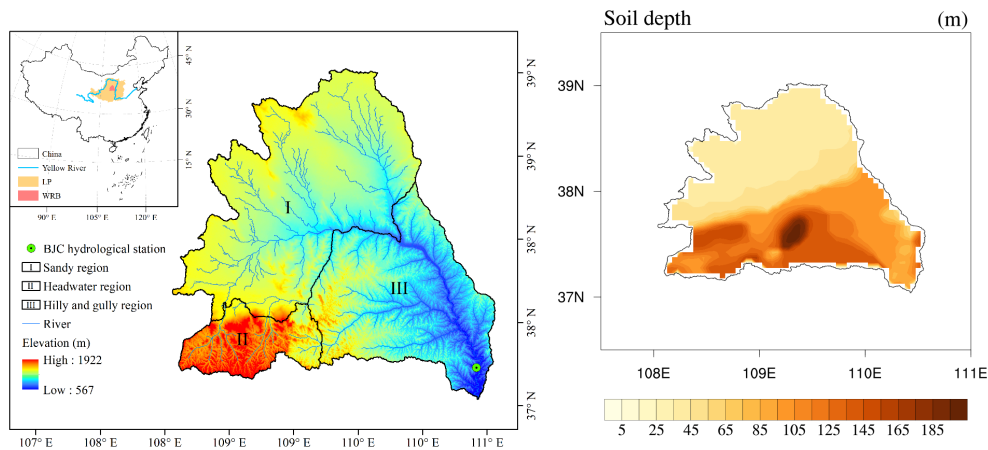 45° N
30° N
15° N
China
Yellow River
LP
WRB
90° E
105° E
120° E
BJC hydrological station
I Sandy region
II Headwater region
III Hilly and gully region
River
Elevation (m)
High : 1922
Low : 567
I
II
III
39° N
39° N
38° N
38° N
37° N
107° E
108° E
109° E
109° E
110° E
110° E
111° E
Soil depth (m)
39N
38N
37N
108E
109E
110E
111E
5 25 45 65 85 105 125 145 165 185